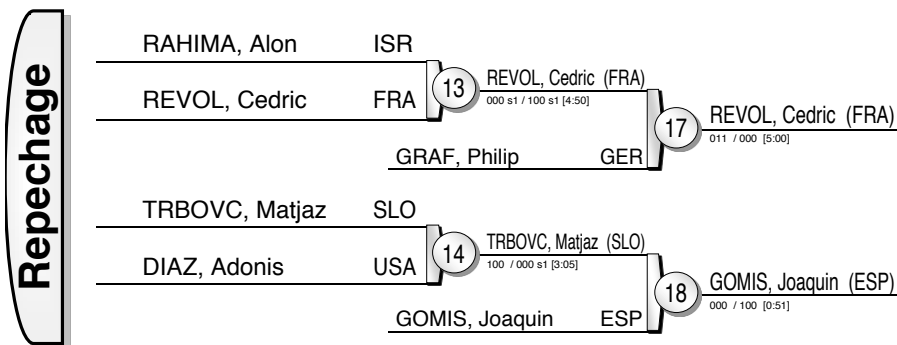 Repechage
RAHIMA, Alon ISR
REVOL, Cedric FRA
13
REVOL, Cedric (FRA)
000 s1 / 100 s1 [4:50]
GRAF, Philip GER
17
REVOL, Cedric (FRA)
011 / 000 [5:00]
TRBOVC, Matjaz SLO
DIAZ, Adonis USA
14
TRBOVC, Matjaz (SLO)
100 / 000 s1 [3:05]
GOMIS, Joaquin ESP
18
GOMIS, Joaquin (ESP)
000 / 100 [0:51]